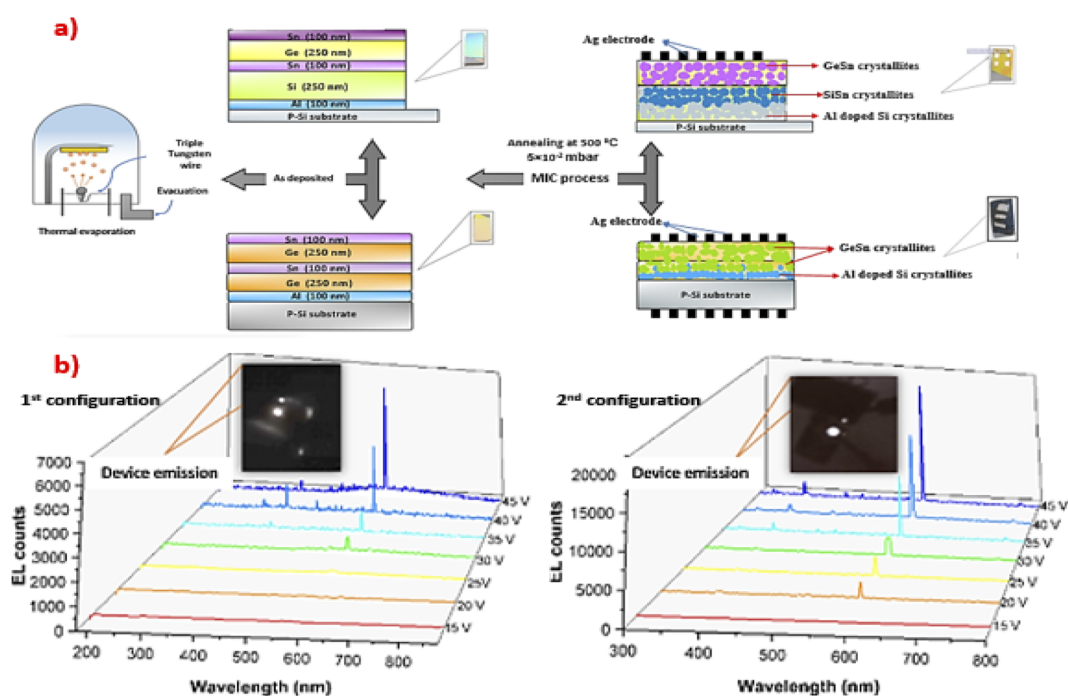 a)
Sn (100 nm)
Ge (250 nm)
Sn (100 nm)
Si (250 nm)
Al (100 nm)
P-Si substrate
Ag electrode
GeSn crystallites
SiSn crystallites
Al doped Si crystallites
P-Si substrate
Triple
Tungsten
wire
Evacuation
Thermal evaporation
As deposited
Annealing at 500 °C
5×10⁻² mbar
MIC process
Sn (100 nm)
Ge (250 nm)
Sn (100 nm)
Ge (250 nm)
Al (100 nm)
P-Si substrate
Ag electrode
GeSn crystallites
Al doped Si crystallites
P-Si substrate
b)
1st configuration
Device emission
7000
6000
5000
4000
3000
2000
1000
0
EL counts
45 V
40 V
35 V
30 V
25V
20 V
15 V
200 300 400 500 600 700 800
Wavelength (nm)
2nd configuration
Device emission
20000
15000
10000
5000
0
EL counts
45 V
40 V
35 V
30 V
25 V
20 V
15 V
300 400 500 600 700 800
Wavelength (nm)